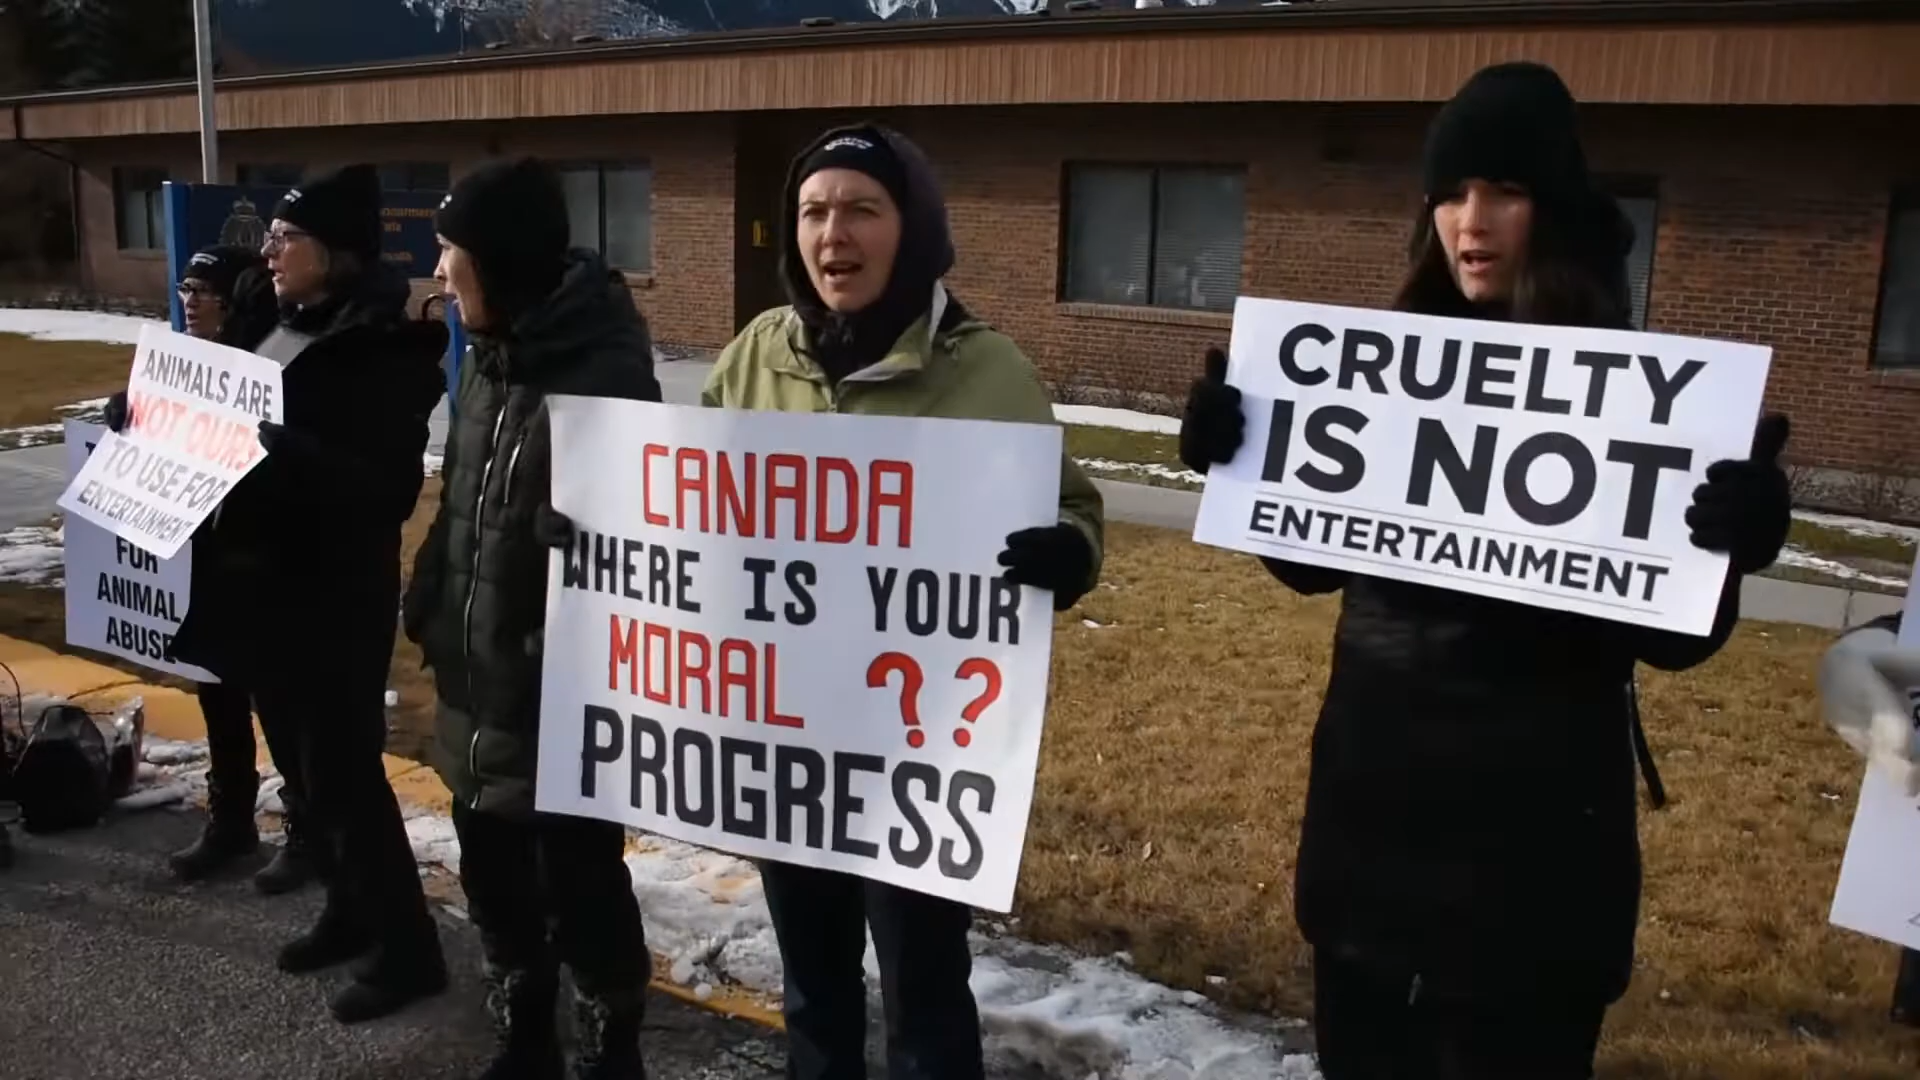 ANIMALS ARE
NOT OURS
TO USE FOR
ENTERTAINMENT
FOR
ANIMAL
ABUSE
CANADA
WHERE IS YOUR
MORAL ??
PROGRESS
CRUELTY
IS NOT
ENTERTAINMENT